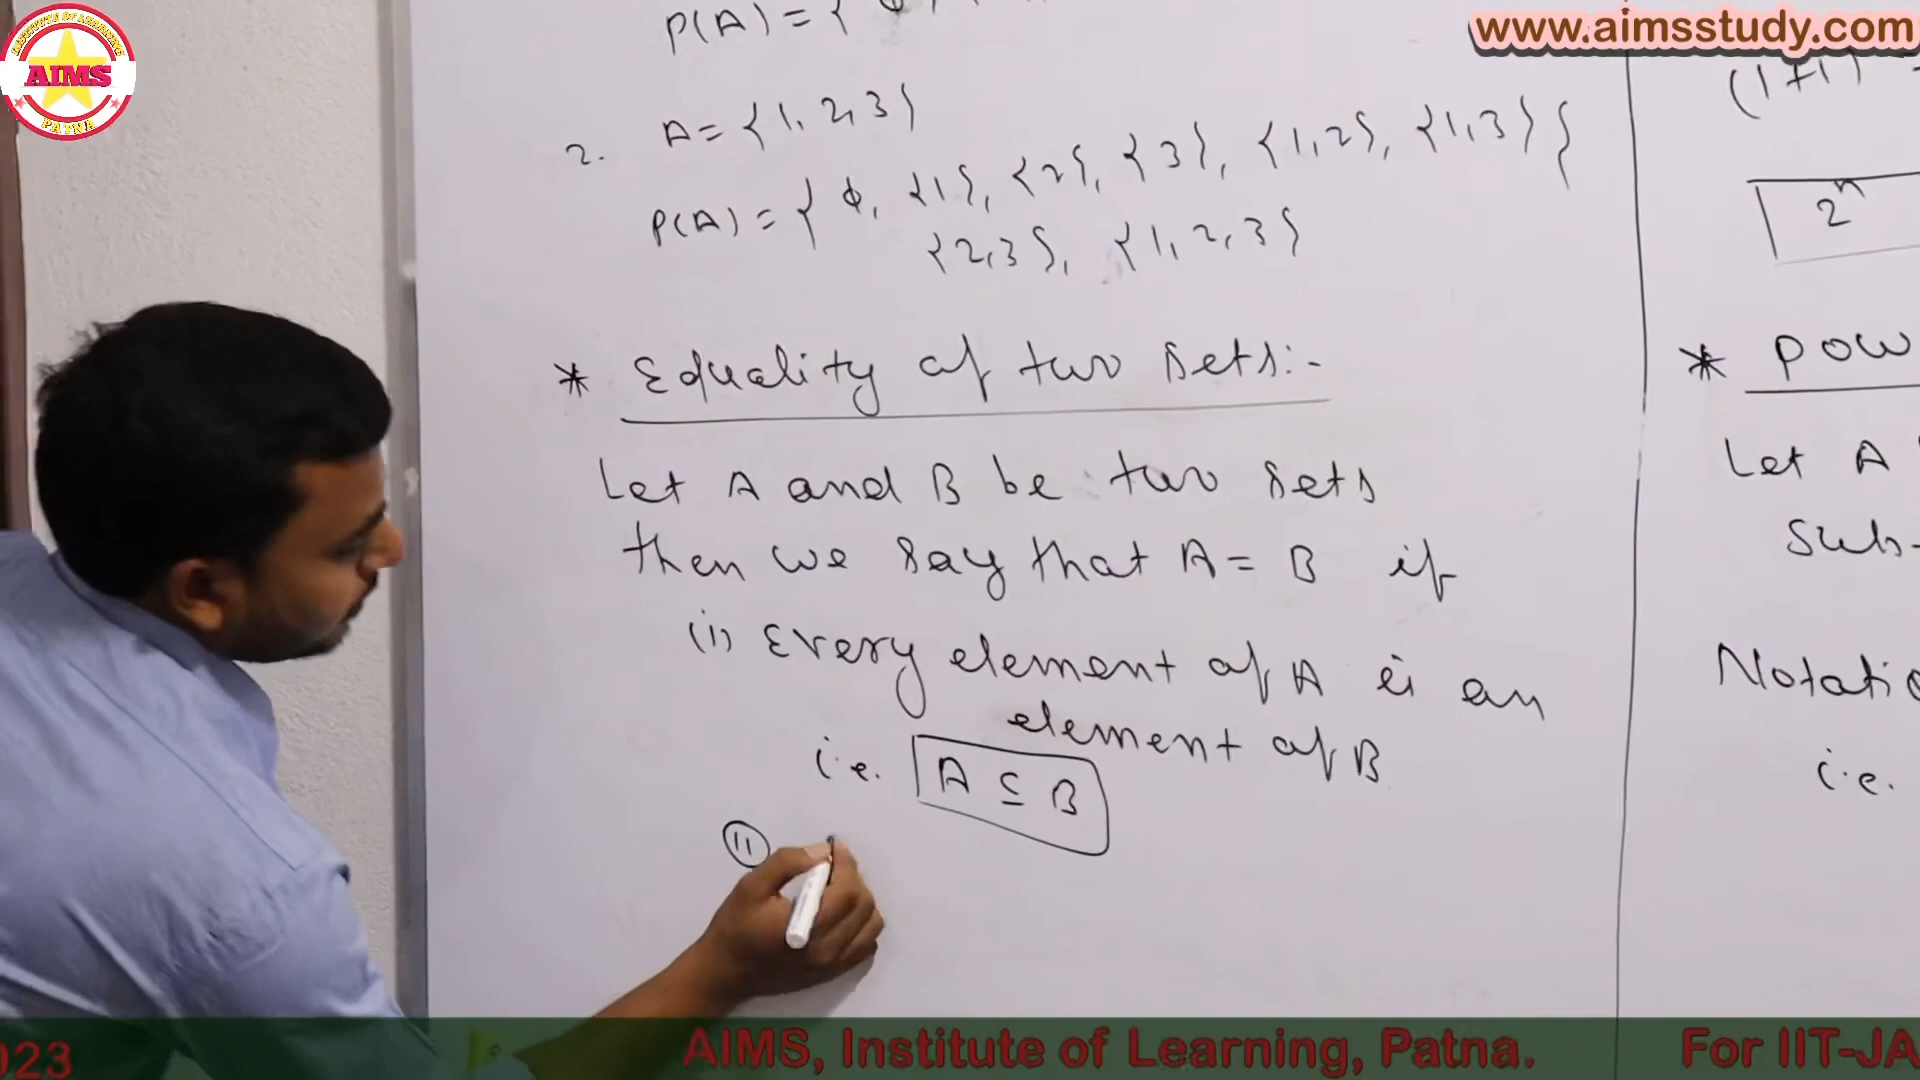 INSTITUTE OF LEARNING
AIMS
PATNA
www.aimsstudy.com
P(A) = { ϕ,
2. A = {1, 2, 3}
P(A) = { ϕ, {1}, {2}, {3}, {1,2}, {1,3} }
{2,3}, {1, 2, 3}
* Equality of two sets:-
Let A and B be two sets
then we say that A = B if
(i) Every element of A is an
element of B
i.e. A ⊆ B
(ii)
(1+1)
2ⁿ
* Pow
Let A
Sub-
Notatio
i.e.
023 AIMS, Institute of Learning, Patna. For IIT-JA